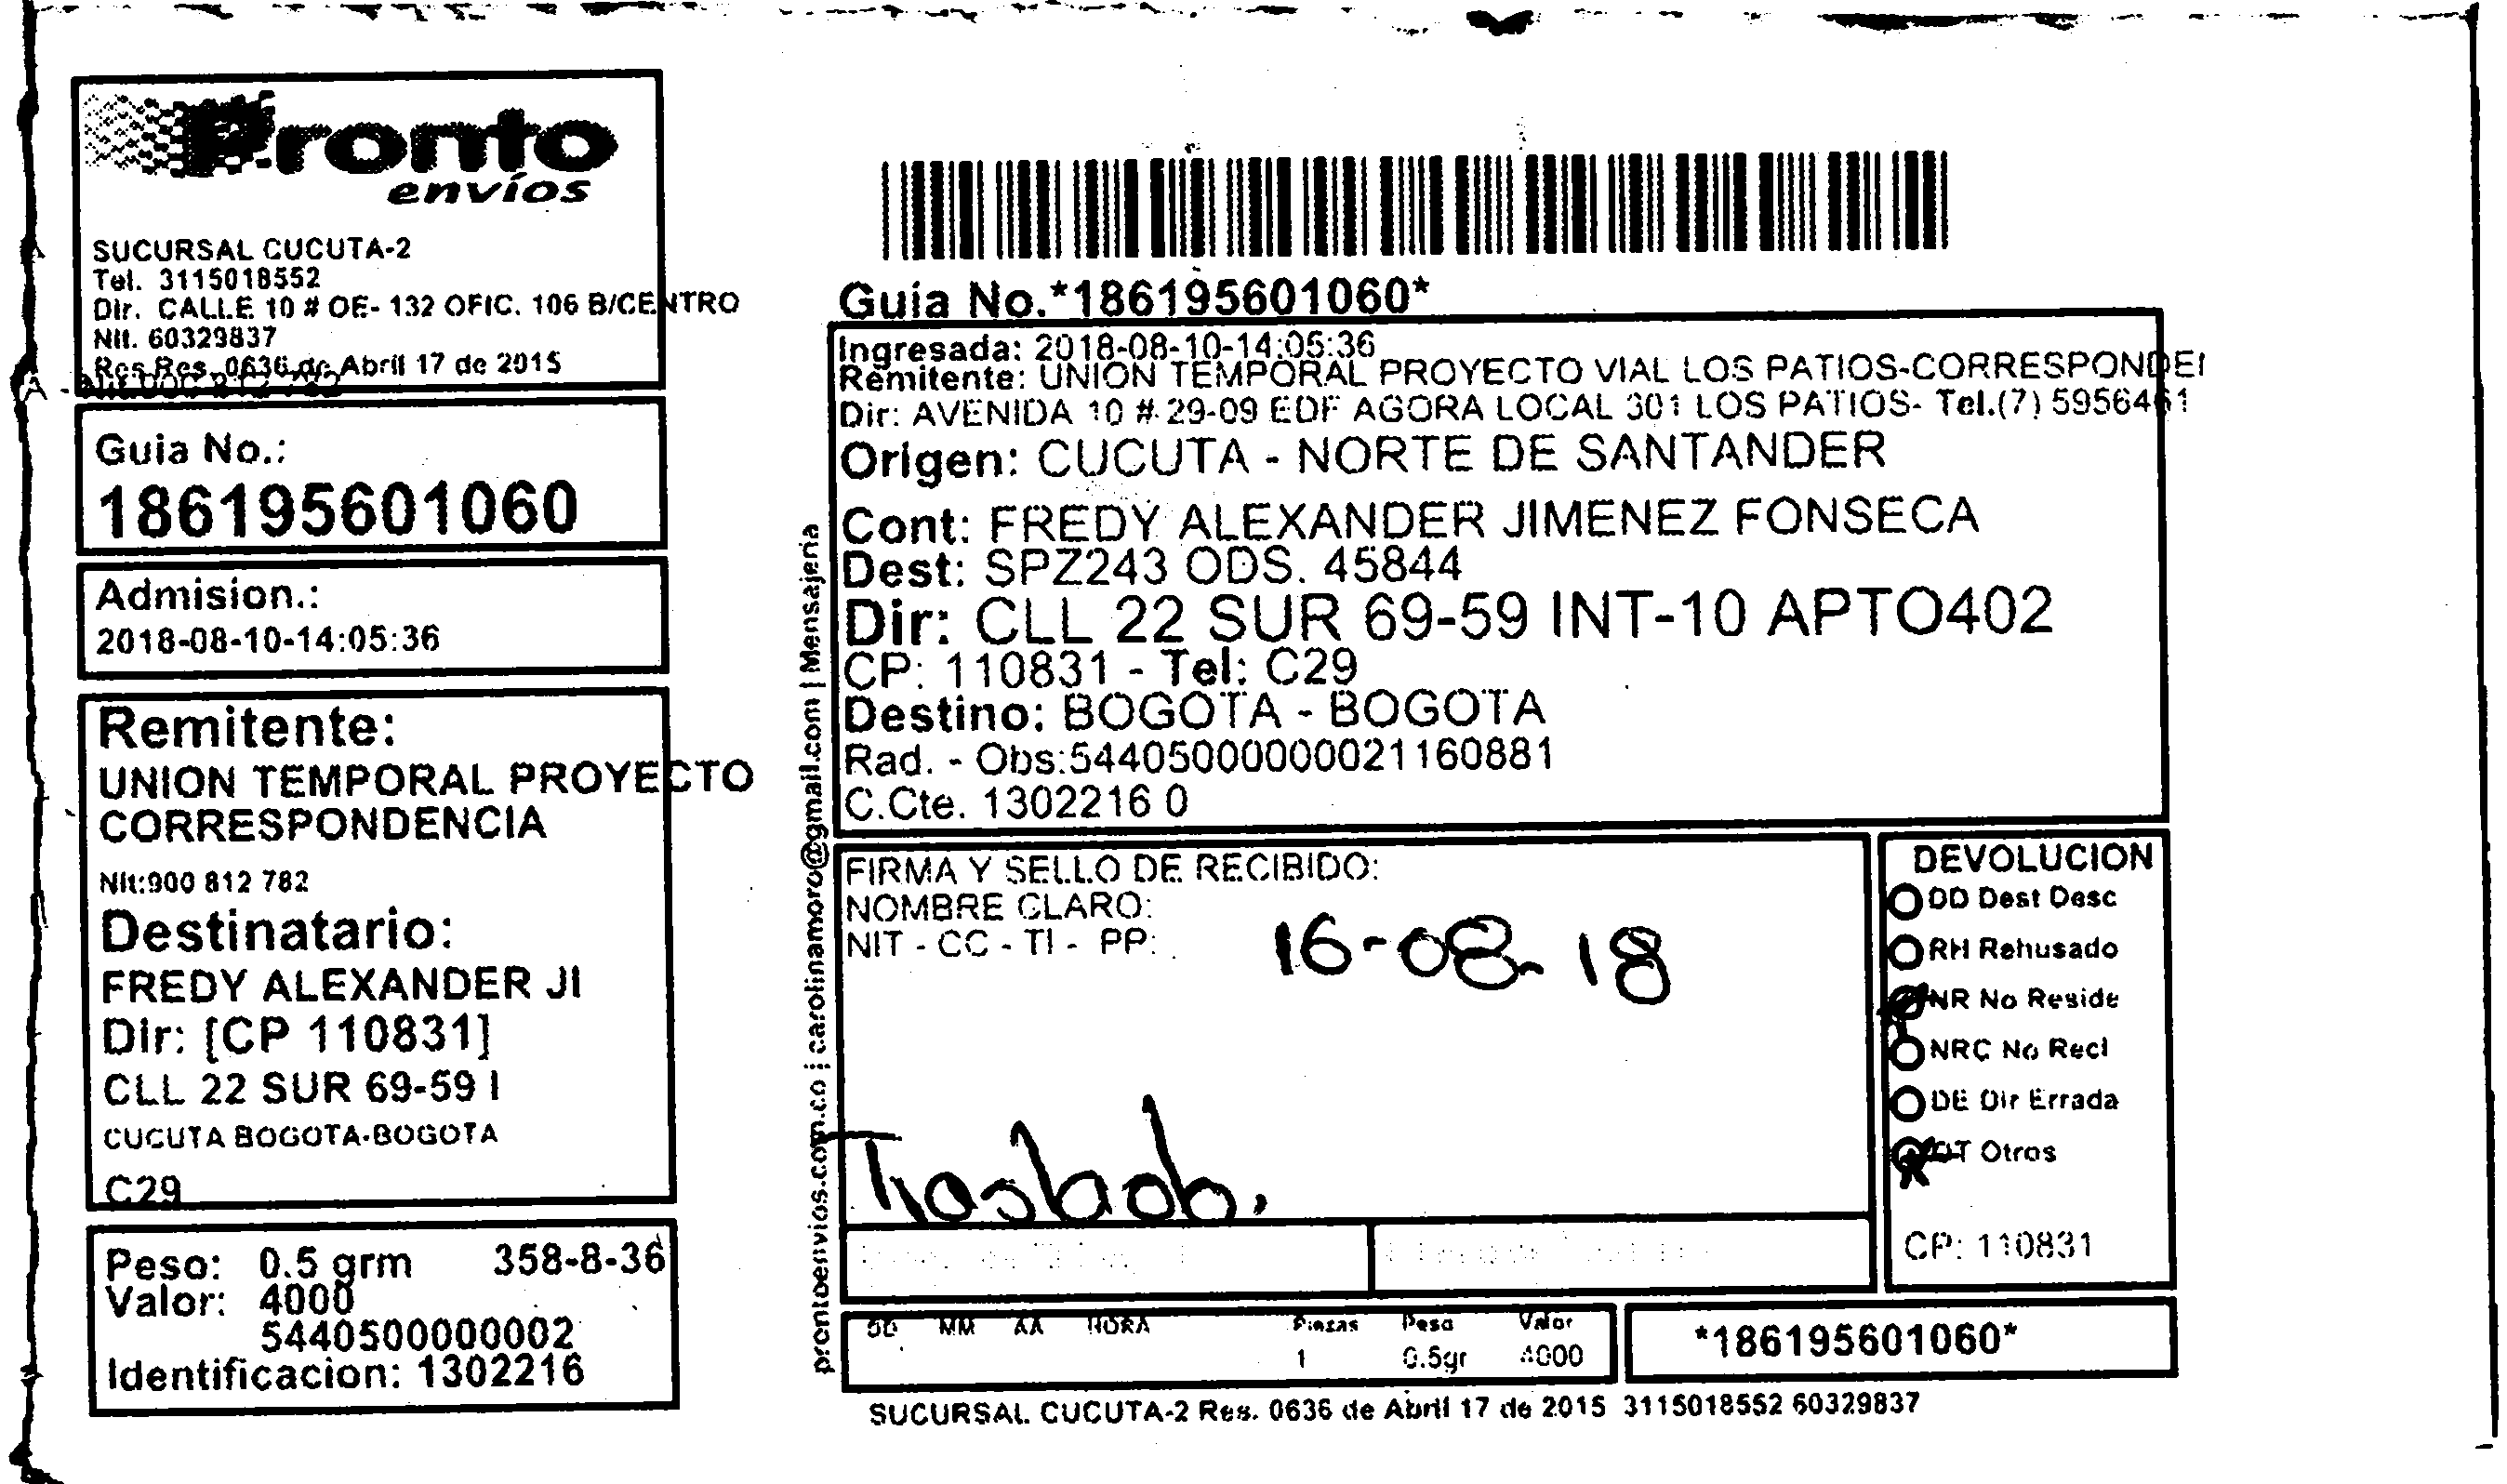 Pronto
envíos
SUCURSAL CUCUTA-2
Tel. 3115018552
Dir. CALLE 10 # OE- 132 OFIC. 106 B/CENTRO
Nit. 60329837
Res.Res. 0636 de Abril 17 de 2015
Guia No.:
186195601060
Admision.:
2018-08-10-14:05:36
Remitente:
UNION TEMPORAL PROYECTO
CORRESPONDENCIA
Nit:900 812 782
Destinatario:
FREDY ALEXANDER JI
Dir: [CP 110831]
CLL 22 SUR 69-59 I
CUCUTA BOGOTA-BOGOTA
C29
Peso: 0.5 grm 358-8-36
Valor: 4000
5440500000002
Identificacion: 1302216
prontoenvios.com.co | carolinamoro@gmail.com | Mensajeria
Guia No.*186195601060*
Ingresada: 2018-08-10-14:05:36
Remitente: UNION TEMPORAL PROYECTO VIAL LOS PATIOS-CORRESPONDEI
Dir: AVENIDA 10 # 29-09 EDF AGORA LOCAL 301 LOS PATIOS- Tel.(7) 5956461
Origen: CUCUTA - NORTE DE SANTANDER
Cont: FREDY ALEXANDER JIMENEZ FONSECA
Dest: SPZ243 ODS. 45844
Dir: CLL 22 SUR 69-59 INT-10 APTO402
CP: 110831 - Tel: C29
Destino: BOGOTA - BOGOTA
Rad. - Obs:544050000000021160881
C.Cte. 1302216 0
FIRMA Y SELLO DE RECIBIDO:
NOMBRE CLARO:
NIT - CC - TI - PP:
16-08-18
Traslado.
DEVOLUCION
DD Dest Desc
RH Rehusado
NR No Reside
NRC No Recl
DE Dir Errada
OT Otros
CP: 110831
DD MM AA HORA Piezas Peso Valor
1 0.5gr 4000
*186195601060*
SUCURSAL CUCUTA-2 Res. 0636 de Abril 17 de 2015 3115018552 60329837